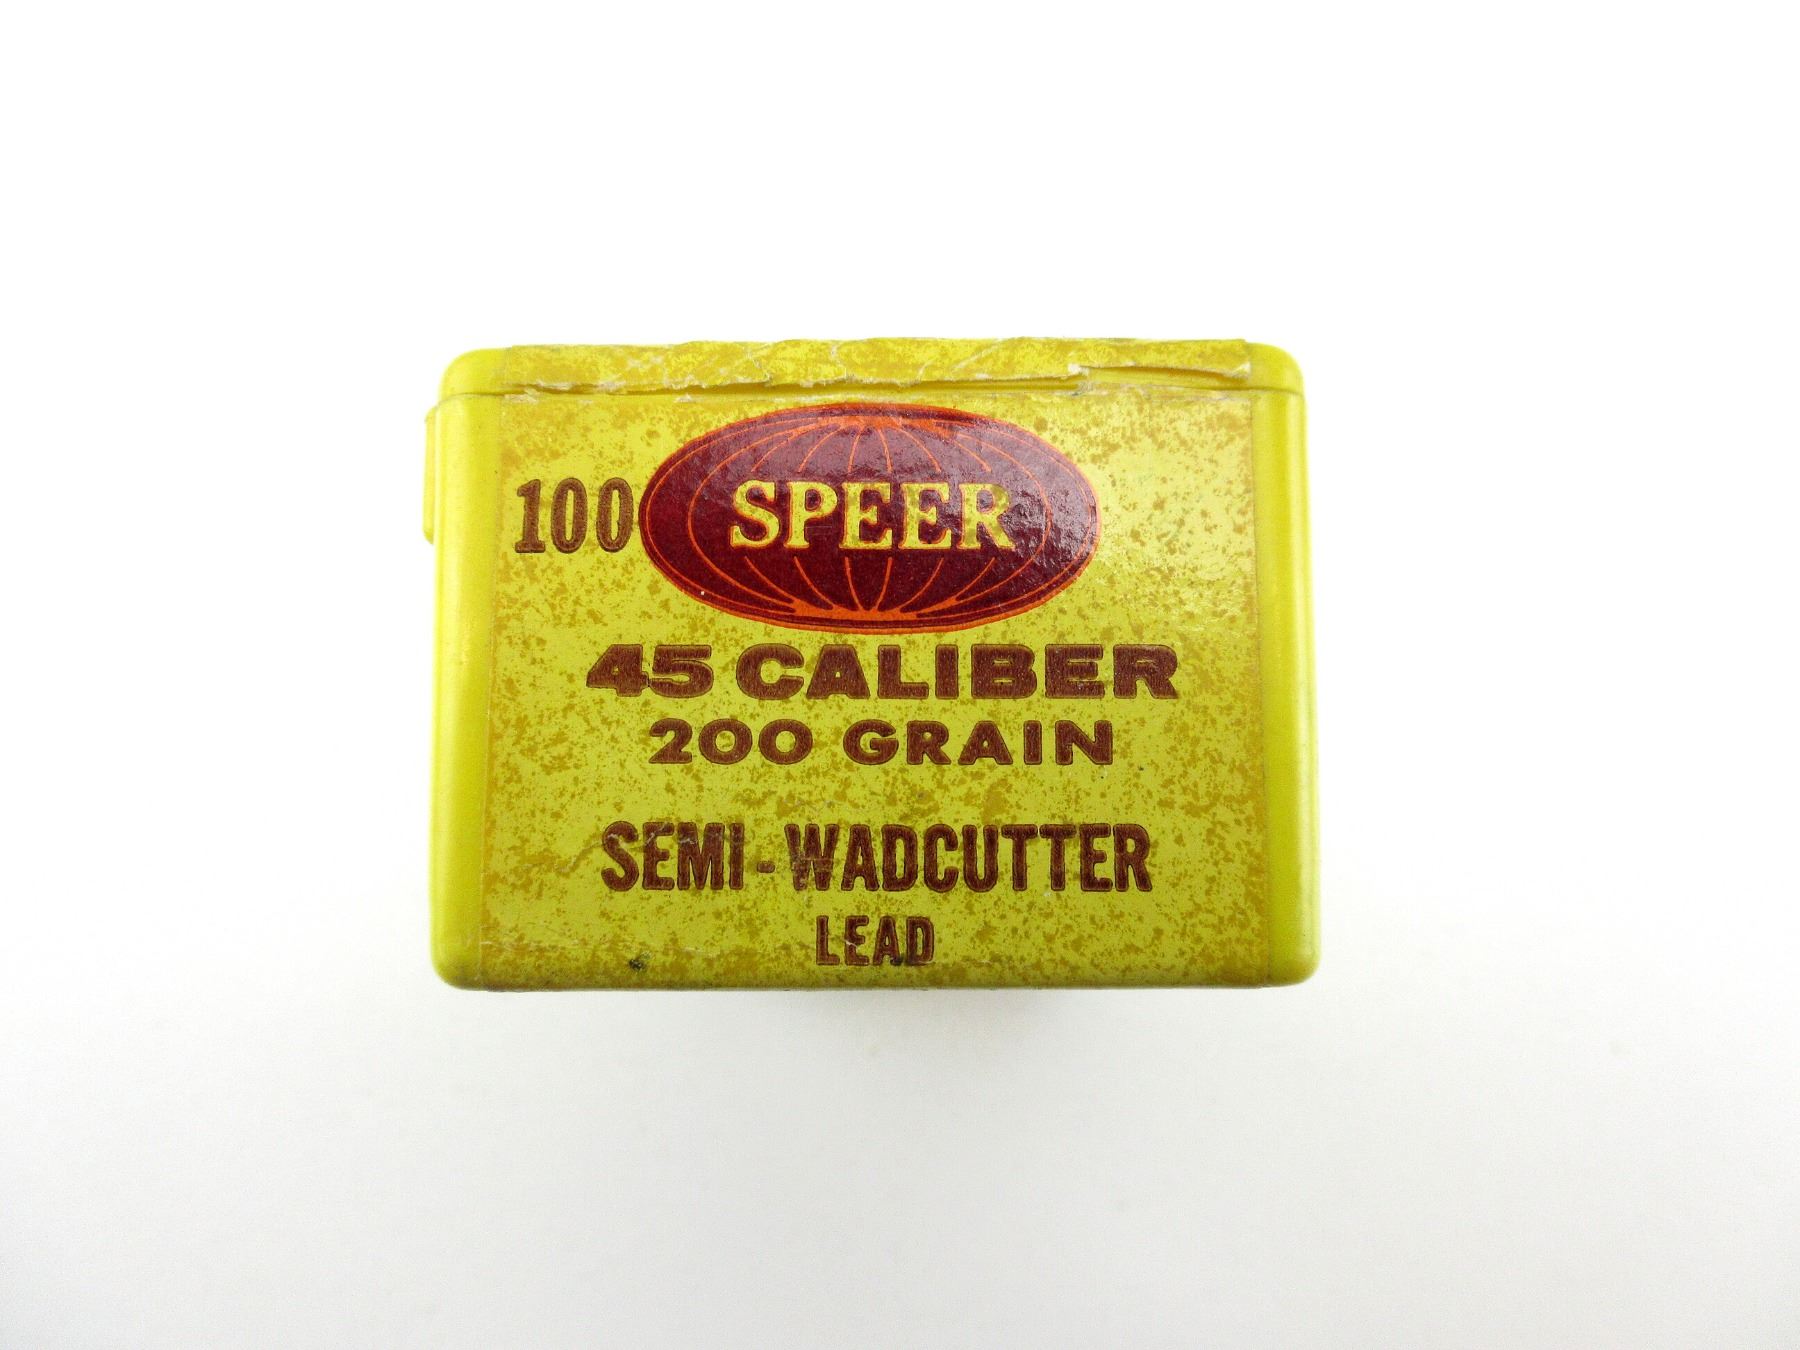 100 SPEER
45 CALIBER
200 GRAIN
SEMI-WADCUTTER
LEAD